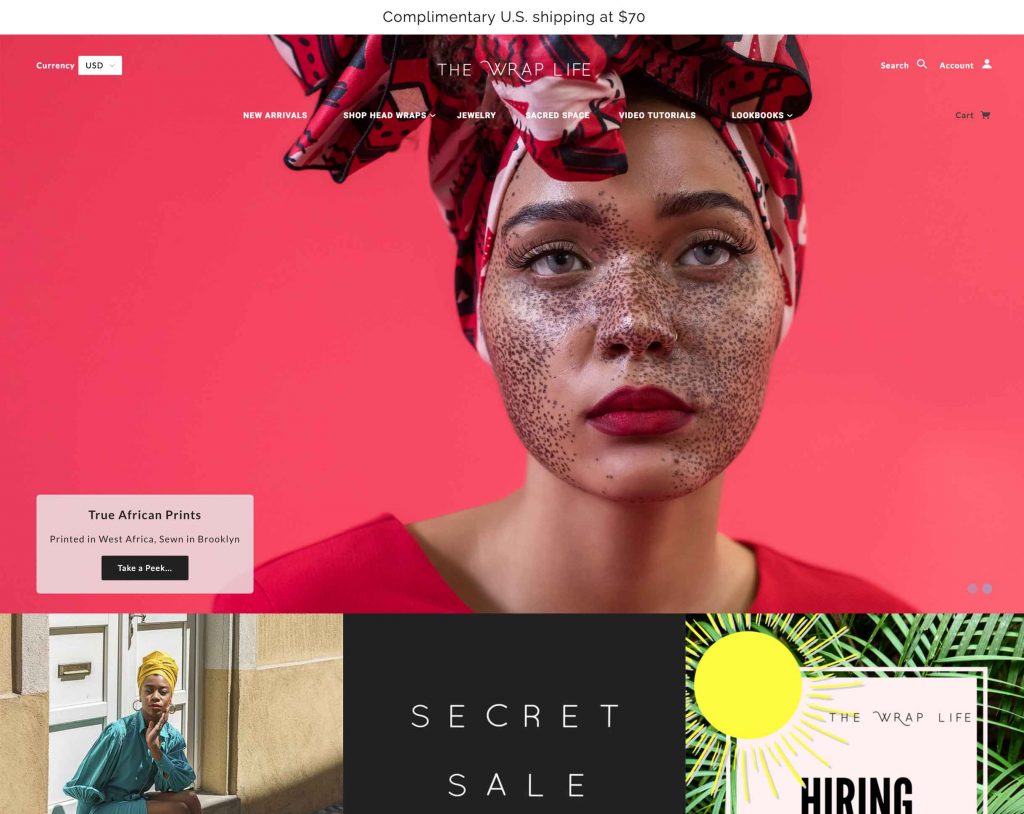 Complimentary U.S. shipping at $70
Currency USD
THE WRAP LIFE
Search Account
NEW ARRIVALS SHOP HEAD WRAPS JEWELRY SACRED SPACE VIDEO TUTORIALS LOOKBOOKS
Cart
True African Prints
Printed in West Africa, Sewn in Brooklyn
Take a Peek...
SECRET
SALE
THE WRAP LIFE
HIRING